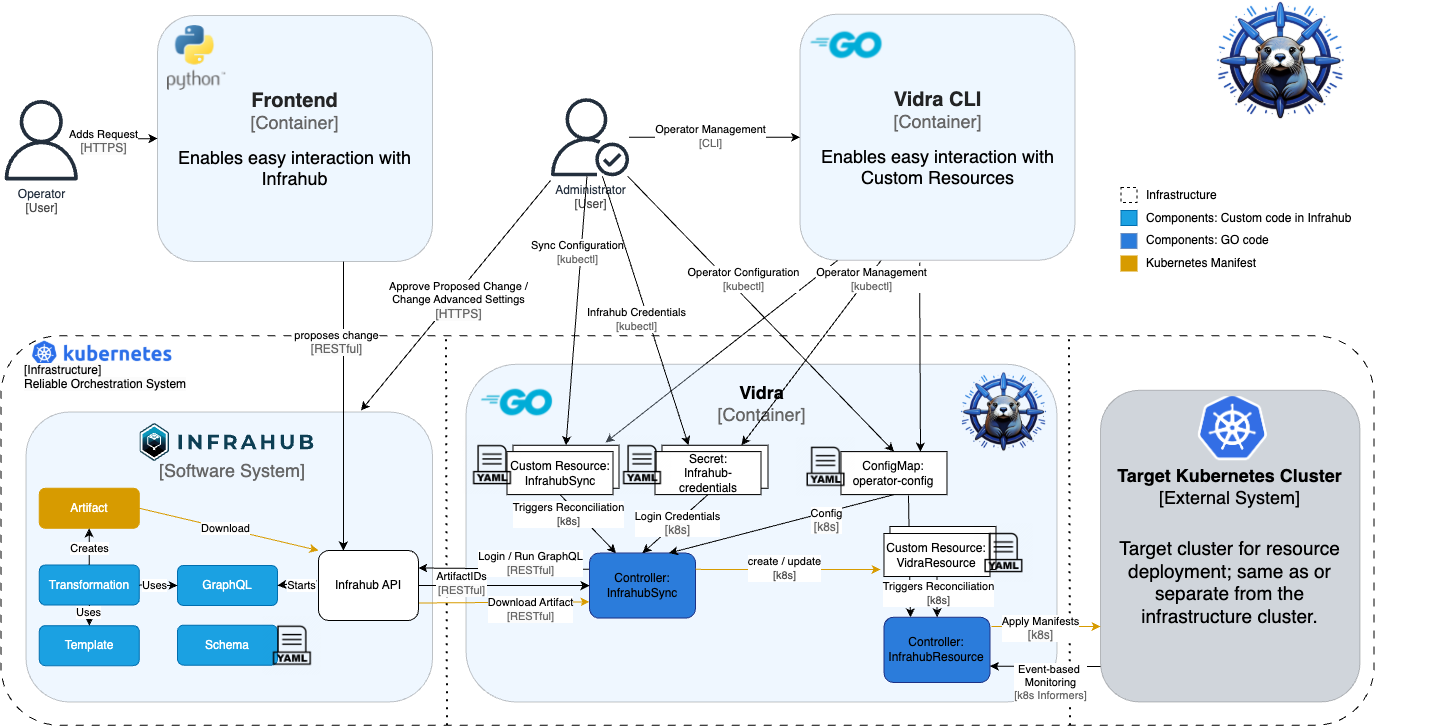 python™
Frontend
[Container]
Enables easy interaction with
Infrahub
Adds Request
[HTTPS]
Operator
[User]
Administrator
[User]
Operator Management
[CLI]
GO
Vidra CLI
[Container]
Enables easy interaction with
Custom Resources
Infrastructure
Components: Custom code in Infrahub
Components: GO code
Kubernetes Manifest
Sync Configuration
[kubectl]
Approve Proposed Change /
Change Advanced Settings
[HTTPS]
Infrahub Credentials
[kubectl]
Operator Configuration
[kubectl]
Operator Management
[kubectl]
proposes change
[RESTful]
kubernetes
[Infrastructure]
Reliable Orchestration System
INFRAHUB
[Software System]
Artifact
Download
Creates
Transformation
Uses
GraphQL
Starts
Infrahub API
Uses
Template
Schema
YAML
GO
Vidra
[Container]
YAML
Custom Resource:
InfrahubSync
YAML
Secret:
Infrahub-
credentials
YAML
ConfigMap:
operator-config
Triggers Reconciliation
[k8s]
Login Credentials
[k8s]
Config
[k8s]
Login / Run GraphQL
[RESTful]
ArtifactIDs
[RESTful]
Download Artifact
[RESTful]
Controller:
InfrahubSync
create / update
[k8s]
Custom Resource:
VidraResource
YAML
Triggers Reconciliation
[k8s]
Controller:
InfrahubResource
Apply Manifests
[k8s]
Event-based
Monitoring
[k8s Informers]
Target Kubernetes Cluster
[External System]
Target cluster for resource
deployment; same as or
separate from the
infrastructure cluster.